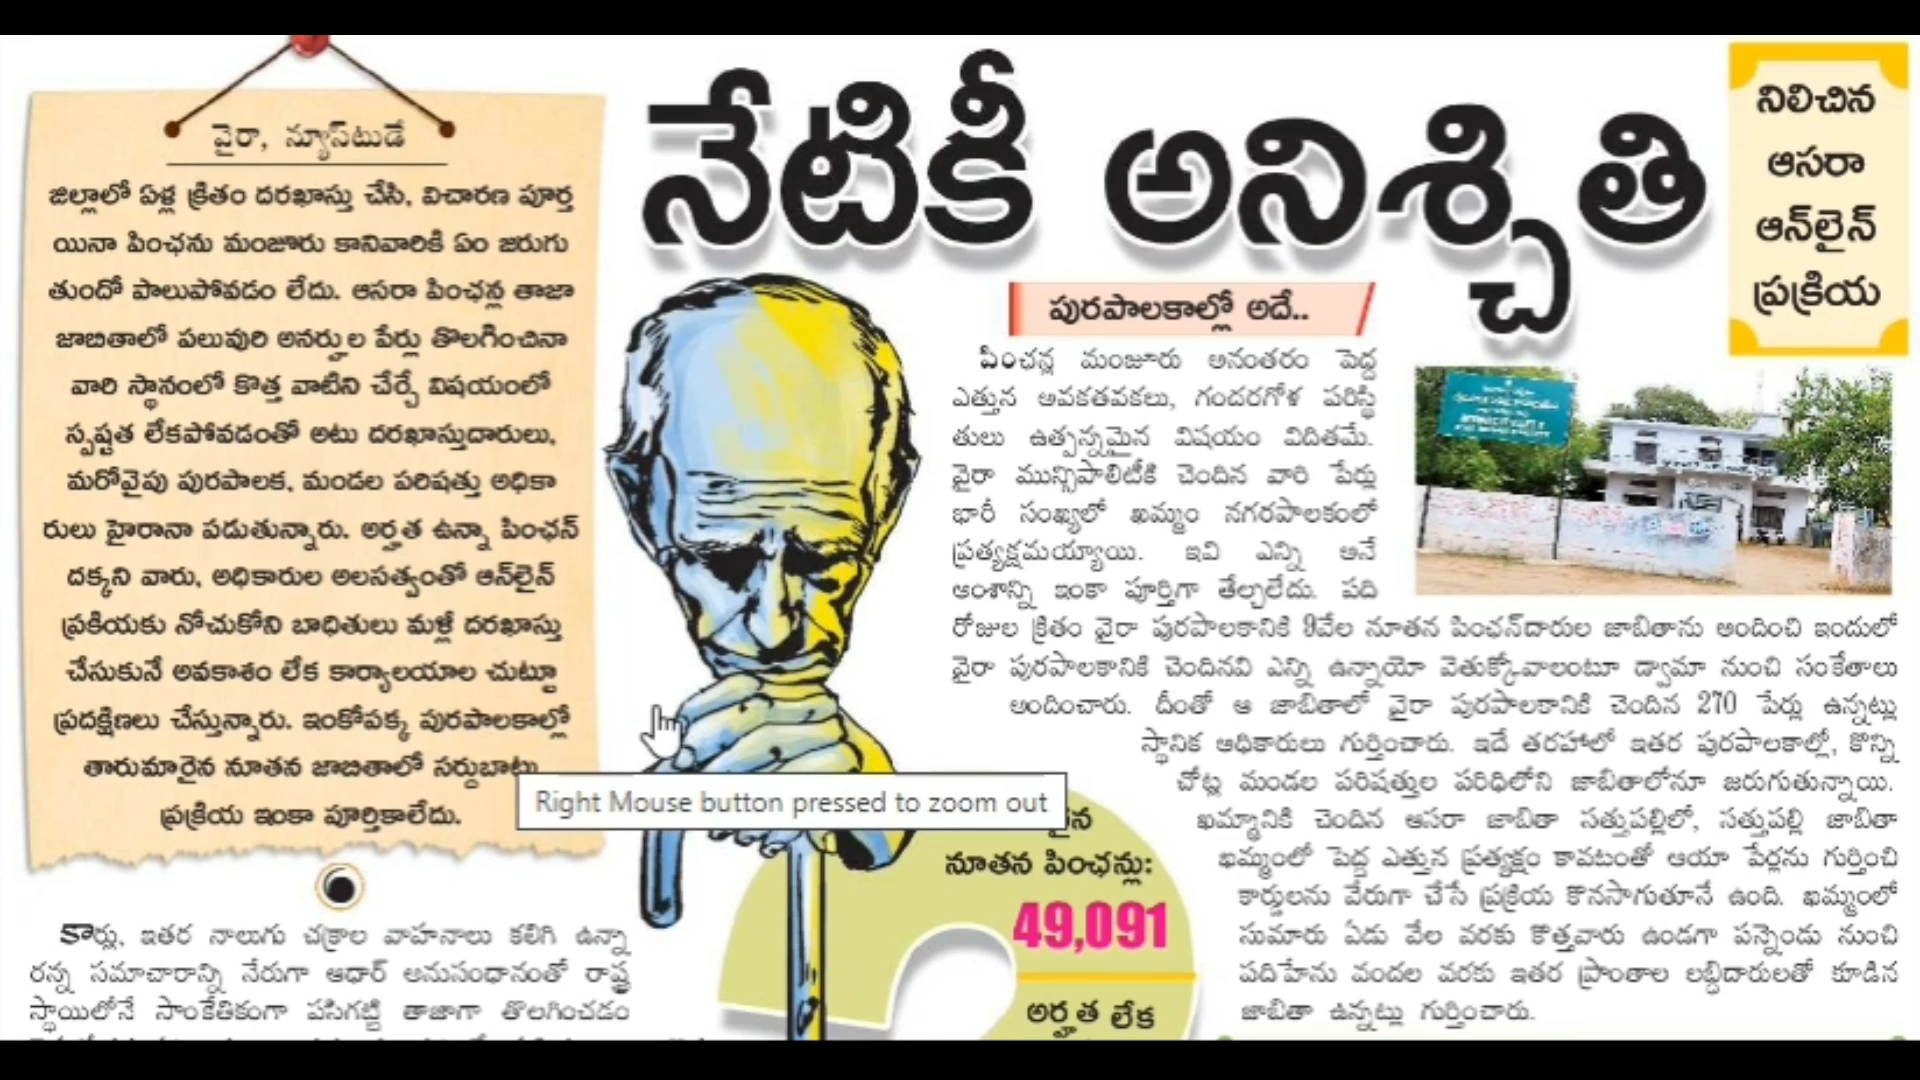 నేటికీ అనిశ్చితి
నిలిచిన
ఆసరా
ఆన్‌లైన్
ప్రక్రియ
వైరా, న్యూస్‌టుడే
జిల్లాలో ఏళ్ల క్రితం దరఖాస్తు చేసి, విచారణ పూర్త
యినా పింఛను మంజూరు కానివారికి ఏం జరుగు
తుందో పాలుపోవడం లేదు. ఆసరా పింఛన్ల తాజా
జాబితాలో పలువురి అనర్హుల పేర్లు తొలగించినా
వారి స్థానంలో కొత్త వాటిని చేర్చే విషయంలో
స్పష్టత లేకపోవడంతో అటు దరఖాస్తుదారులు,
మరోవైపు పురపాలక, మండల పరిషత్తు అధికా
రులు హైరానా పడుతున్నారు. అర్హత ఉన్నా పింఛన్
దక్కని వారు, అధికారుల అలసత్వంతో ఆన్‌లైన్
ప్రక్రియకు నోచుకోని బాధితులు మళ్లీ దరఖాస్తు
చేసుకునే అవకాశం లేక కార్యాలయాల చుట్టూ
ప్రదక్షిణలు చేస్తున్నారు. ఇంకోపక్క పురపాలకాల్లో
తారుమారైన నూతన జాబితాలో సర్దుబాటు
ప్రక్రియ ఇంకా పూర్తికాలేదు.
కార్లు, ఇతర నాలుగు చక్రాల వాహనాలు కలిగి ఉన్నా
రన్న సమాచారాన్ని నేరుగా ఆధార్ అనుసంధానంతో రాష్ట్ర
స్థాయిలోనే సాంకేతికంగా పసిగట్టి తాజాగా తొలగించడం
Right Mouse button pressed to zoom out
నూతన పింఛన్లు:
49,091
అర్హత లేక
పురపాలకాల్లో అదే..
పింఛన్ల మంజూరు అనంతరం పెద్ద
ఎత్తున అవకతవకలు, గందరగోళ పరిస్థి
తులు ఉత్పన్నమైన విషయం విదితమే.
వైరా మున్సిపాలిటీకి చెందిన వారి పేర్లు
భారీ సంఖ్యలో ఖమ్మం నగరపాలకంలో
ప్రత్యక్షమయ్యాయి. ఇవి ఎన్ని అనే
అంశాన్ని ఇంకా పూర్తిగా తేల్చలేదు. పది
రోజుల క్రితం వైరా పురపాలకానికి 9వేల నూతన పింఛన్‌దారుల జాబితాను అందించి ఇందులో
వైరా పురపాలకానికి చెందినవి ఎన్ని ఉన్నాయో వెతుక్కోవాలంటూ డ్వామా నుంచి సంకేతాలు
అందించారు. దీంతో ఆ జాబితాలో వైరా పురపాలకానికి చెందిన 270 పేర్లు ఉన్నట్లు
స్థానిక అధికారులు గుర్తించారు. ఇదే తరహాలో ఇతర పురపాలకాల్లో, కొన్ని
చోట్ల మండల పరిషత్తుల పరిధిలోని జాబితాలోనూ జరుగుతున్నాయి.
ఖమ్మానికి చెందిన ఆసరా జాబితా సత్తుపల్లిలో, సత్తుపల్లి జాబితా
ఖమ్మంలో పెద్ద ఎత్తున ప్రత్యక్షం కావటంతో ఆయా పేర్లను గుర్తించి
కార్డులను వేరుగా చేసే ప్రక్రియ కొనసాగుతూనే ఉంది. ఖమ్మంలో
సుమారు ఏడు వేల వరకు కొత్తవారు ఉండగా పన్నెండు నుంచి
పదిహేను వందల వరకు ఇతర ప్రాంతాల లబ్ధిదారులతో కూడిన
జాబితా ఉన్నట్లు గుర్తించారు.